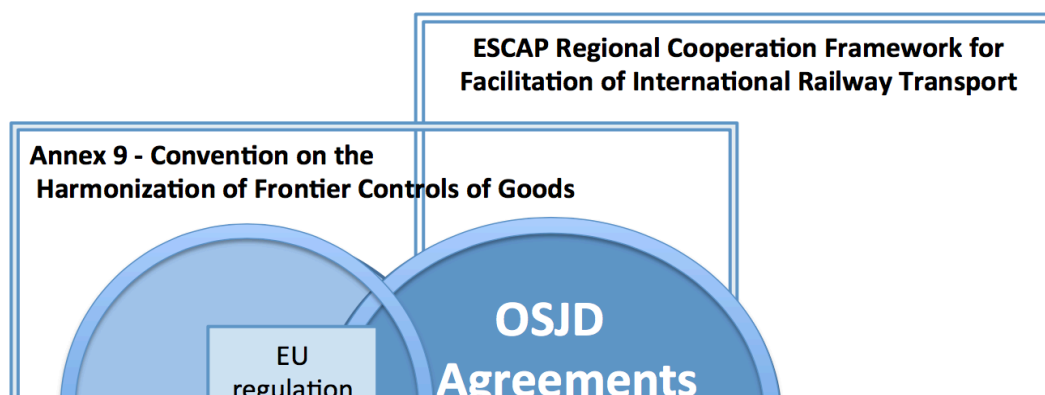 ESCAP Regional Cooperation Framework for
Facilitation of International Railway Transport
Annex 9 - Convention on the
Harmonization of Frontier Controls of Goods
OSJD
Agreements
EU
regulation